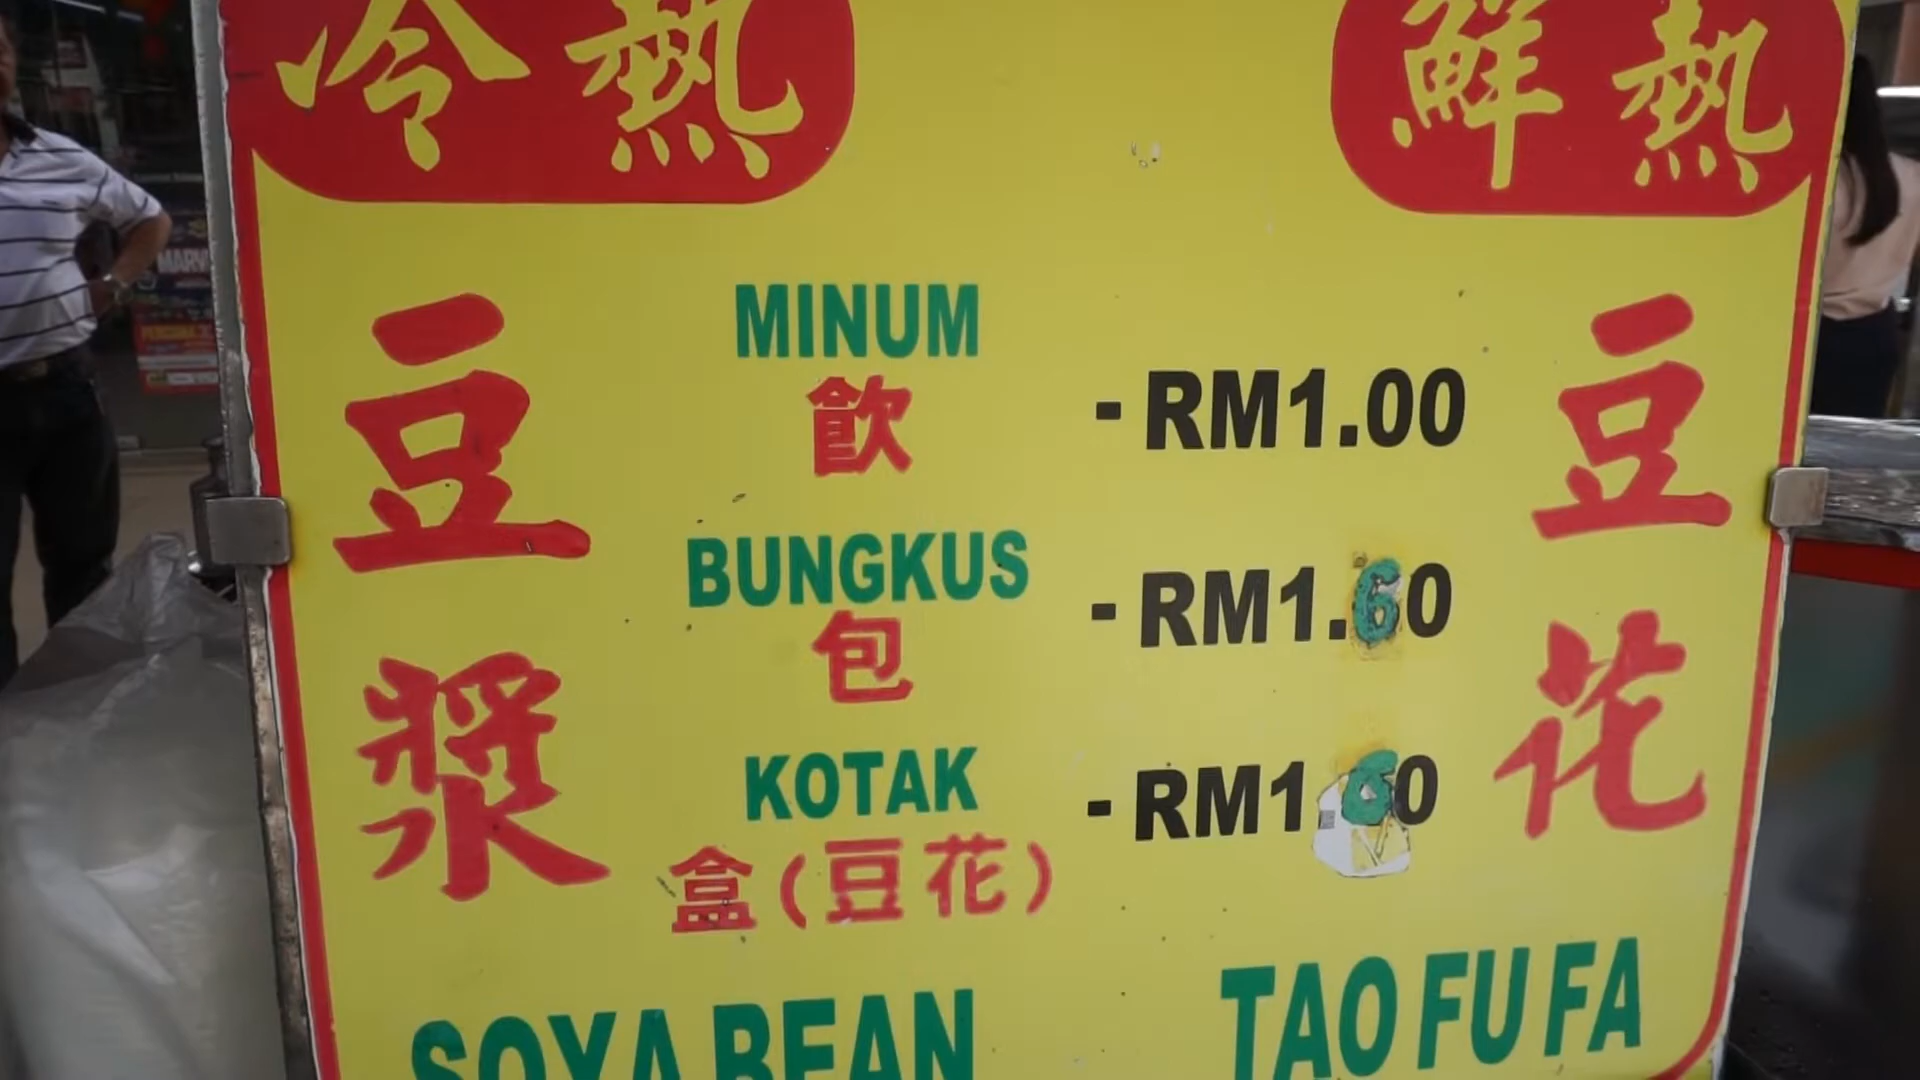 冷熱
鮮熱
豆漿
MINUM
飲
- RM1.00
BUNGKUS
包
- RM1.60
KOTAK
盒(豆花)
- RM1 60
豆花
SOYA BEAN
TAO FU FA